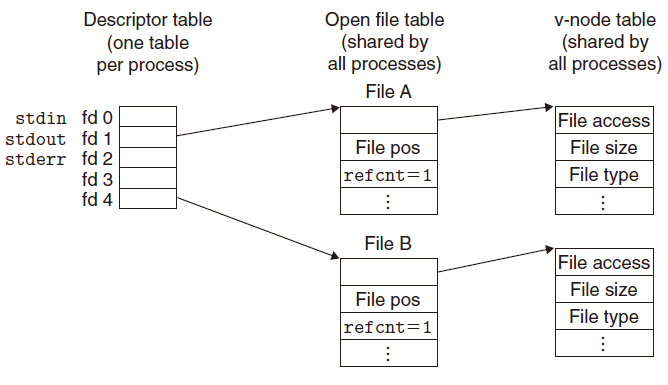 Descriptor table
(one table
per process)
Open file table
(shared by
all processes)
v-node table
(shared by
all processes)
stdin fd 0
stdout fd 1
stderr fd 2
fd 3
fd 4
File A
File pos
refcnt=1
⋮
File access
File size
File type
⋮
File B
File pos
refcnt=1
⋮
File access
File size
File type
⋮